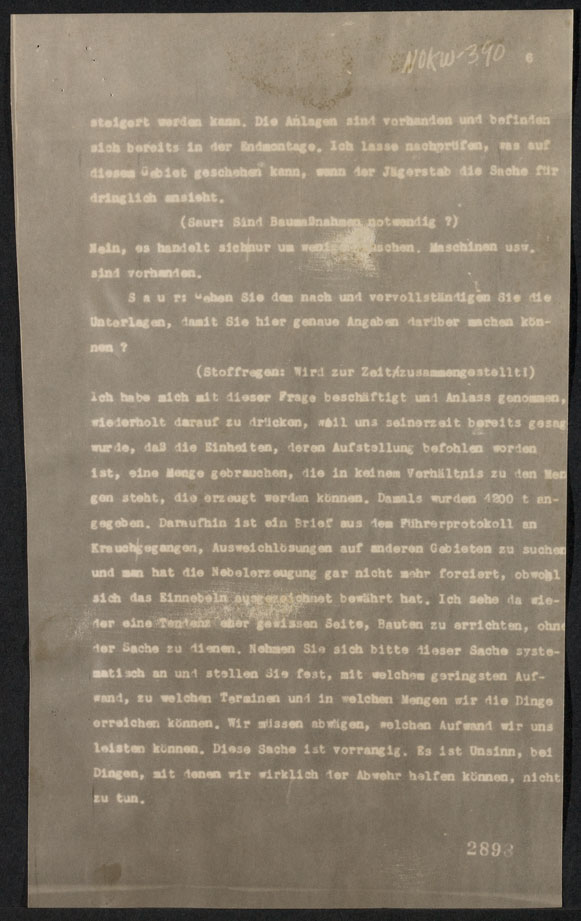 NOKW-390 6
steigert werden kann. Die Anlagen sind vorhanden und befinden
sich bereits in der Endmontage. Ich lasse nachprüfen, was auf
diesem Gebiet geschehen kann, wenn der Jägerstab die Sache für
dringlich ansieht.
(Saur: Sind Baumaßnahmen notwendig ?)
Nein, es handelt sichnur um
sind vorhanden. Maschinen usw.
S a u r: Gehen Sie dem nach und vervollständigen Sie die
Unterlagen, damit Sie hier genaue Angaben darüber machen kön-
nen ?
(Stoffregen: Wird zur Zeit/zusammengestellt!)
Ich habe mich mit dieser Frage beschäftigt und Anlass genommen,
wiederholt darauf zu drücken, weil uns seinerzeit bereits gesag
wurde, daß die Einheiten, deren Aufstellung befohlen worden
ist, eine Menge gebrauchen, die in keinem Verhältnis zu den Men
gen steht, die erzeugt werden können. Damals wurden 4200 t an-
gegeben. Daraufhin ist ein Brief aus dem Führerprotokoll an
Krauch gegangen, Ausweichlösungen auf anderen Gebieten zu suchen
und man hat die Nebelerzeugung gar nicht mehr forciert, obwohl
sich das Einnebeln ausgezeichnet bewährt hat. Ich sehe da wie-
der eine Tendenz einer gewissen Seite, Bauten zu errichten, ohne
der Sache zu dienen. Nehmen Sie sich bitte dieser Sache syste-
matisch an und stellen Sie fest, mit welchem geringsten Auf-
wand, zu welchen Terminen und in welchen Mengen wir die Dinge
erreichen können. Wir müssen abwägen, welchen Aufwand wir uns
leisten können. Diese Sache ist vorrangig. Es ist Unsinn, bei
Dingen, mit denen wir wirklich der Abwehr helfen können, nicht
zu tun.
2893